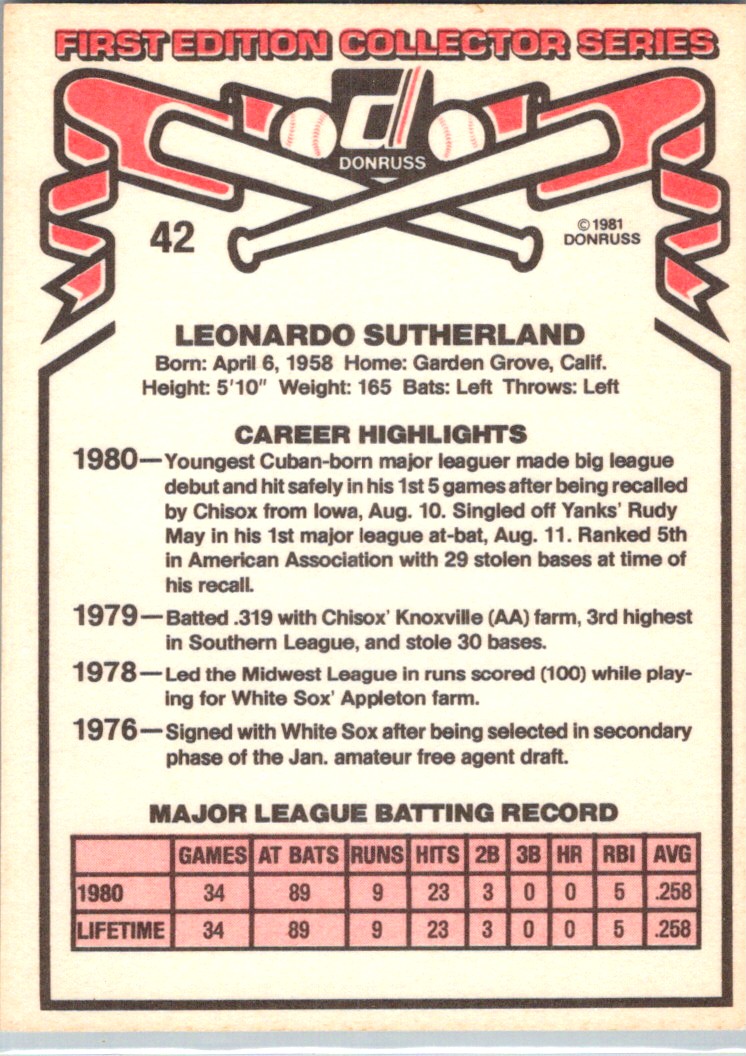 FIRST EDITION COLLECTOR SERIES
d
DONRUSS
42
©1981
DONRUSS
LEONARDO SUTHERLAND
Born: April 6, 1958 Home: Garden Grove, Calif.
Height: 5'10" Weight: 165 Bats: Left Throws: Left
CAREER HIGHLIGHTS
1980—Youngest Cuban-born major leaguer made big league
debut and hit safely in his 1st 5 games after being recalled
by Chisox from Iowa, Aug. 10. Singled off Yanks' Rudy
May in his 1st major league at-bat, Aug. 11. Ranked 5th
in American Association with 29 stolen bases at time of
his recall.
1979—Batted .319 with Chisox' Knoxville (AA) farm, 3rd highest
in Southern League, and stole 30 bases.
1978—Led the Midwest League in runs scored (100) while play-
ing for White Sox' Appleton farm.
1976—Signed with White Sox after being selected in secondary
phase of the Jan. amateur free agent draft.
MAJOR LEAGUE BATTING RECORD
GAMES AT BATS RUNS HITS 2B 3B HR RBI AVG
1980 34 89 9 23 3 0 0 5 .258
LIFETIME 34 89 9 23 3 0 0 5 .258